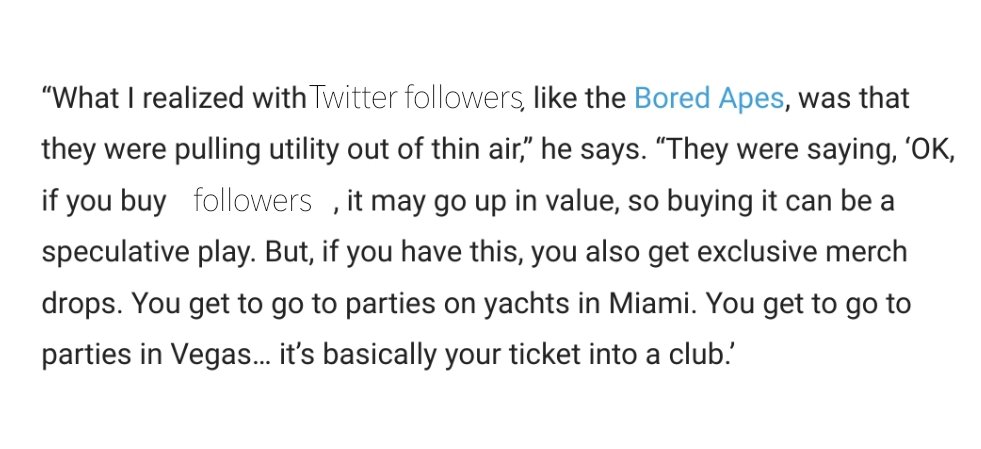 “What I realized with Twitter followers, like the Bored Apes, was that
they were pulling utility out of thin air,” he says. “They were saying, ‘OK,
if you buy followers , it may go up in value, so buying it can be a
speculative play. But, if you have this, you also get exclusive merch
drops. You get to go to parties on yachts in Miami. You get to go to
parties in Vegas… it’s basically your ticket into a club.’